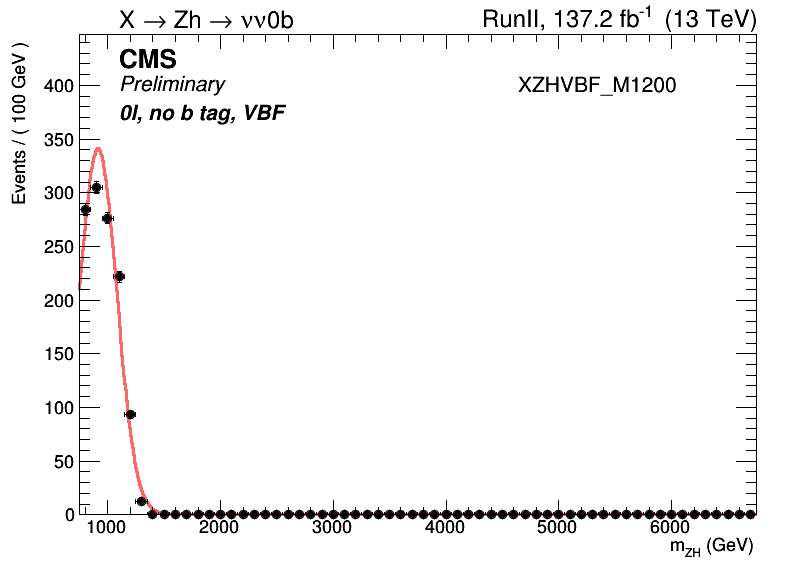 X → Zh → νν0b
RunII, 137.2 fb⁻¹ (13 TeV)
CMS
Preliminary
0l, no b tag, VBF
XZHVBF_M1200
Events / ( 100 GeV )
400
350
300
250
200
150
100
50
0
1000 2000 3000 4000 5000 6000
m_ZH (GeV)